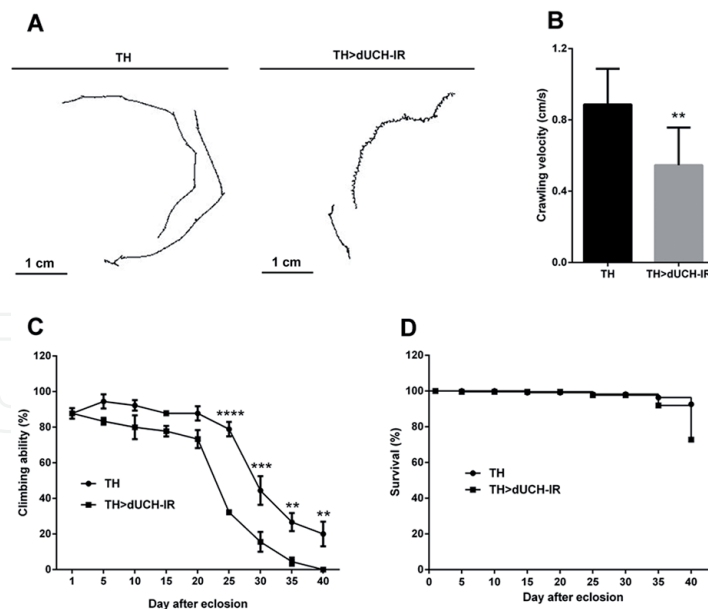 A
TH
TH>dUCH-IR
1 cm
1 cm
B
Crawling velocity (cm/s)
1.2
0.8
0.4
0.0
**
TH
TH>dUCH-IR
C
Climbing ability (%)
120
100
80
60
40
20
0
****
***
**
**
TH
TH>dUCH-IR
1 5 10 15 20 25 30 35 40
Day after eclosion
D
Survival (%)
120
100
80
60
40
20
0
TH
TH>dUCH-IR
0 5 10 15 20 25 30 35 40
Day after eclosion